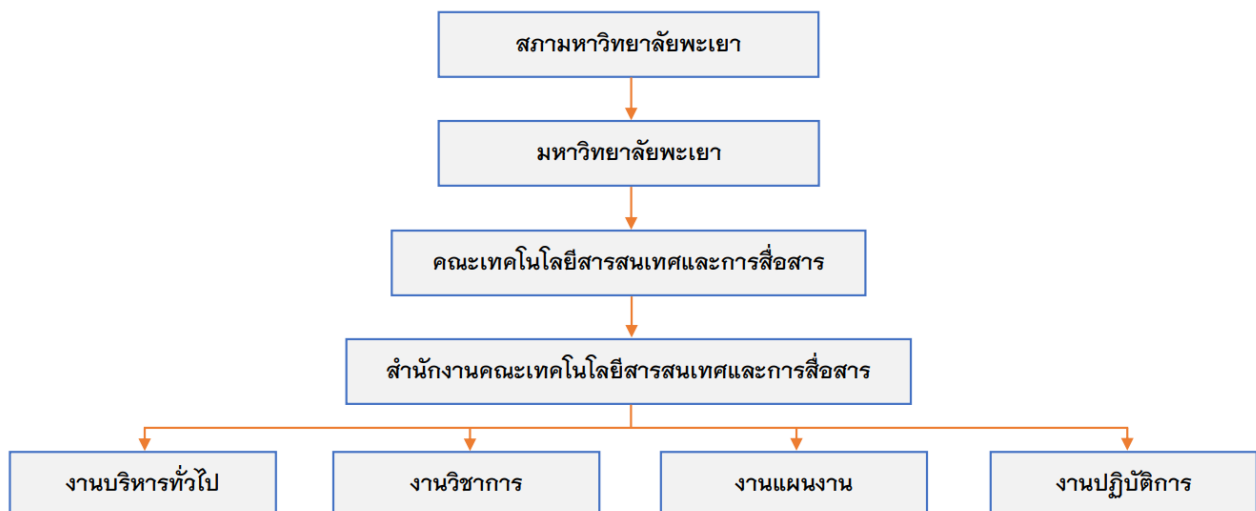 สภามหาวิทยาลัยพะเยา
มหาวิทยาลัยพะเยา
คณะเทคโนโลยีสารสนเทศและการสื่อสาร
สำนักงานคณะเทคโนโลยีสารสนเทศและการสื่อสาร
งานบริหารทั่วไป
งานวิชาการ
งานแผนงาน
งานปฏิบัติการ